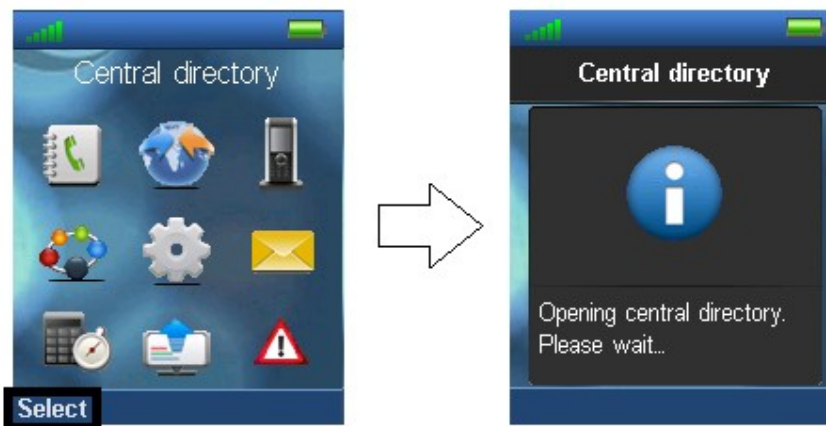 Central directory
Select
Central directory
Opening central directory.
Please wait...